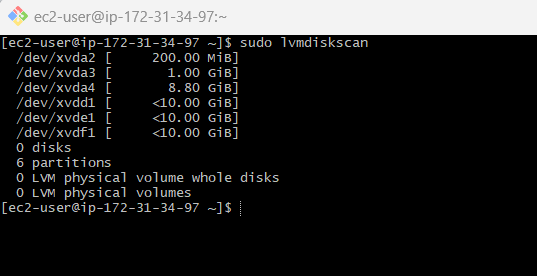 ec2-user@ip-172-31-34-97:~
[ec2-user@ip-172-31-34-97 ~]$ sudo lvmdiskscan
  /dev/xvda2 [     200.00 MiB]
  /dev/xvda3 [       1.00 GiB]
  /dev/xvda4 [       8.80 GiB]
  /dev/xvdd1 [     <10.00 GiB]
  /dev/xvde1 [     <10.00 GiB]
  /dev/xvdf1 [     <10.00 GiB]
  0 disks
  6 partitions
  0 LVM physical volume whole disks
  0 LVM physical volumes
[ec2-user@ip-172-31-34-97 ~]$